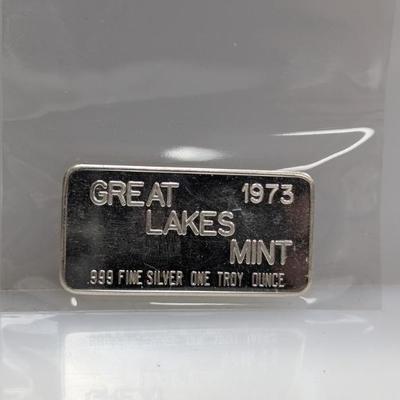 GREAT 1973
LAKES
MINT
.999 FINE SILVER ONE TROY OUNCE